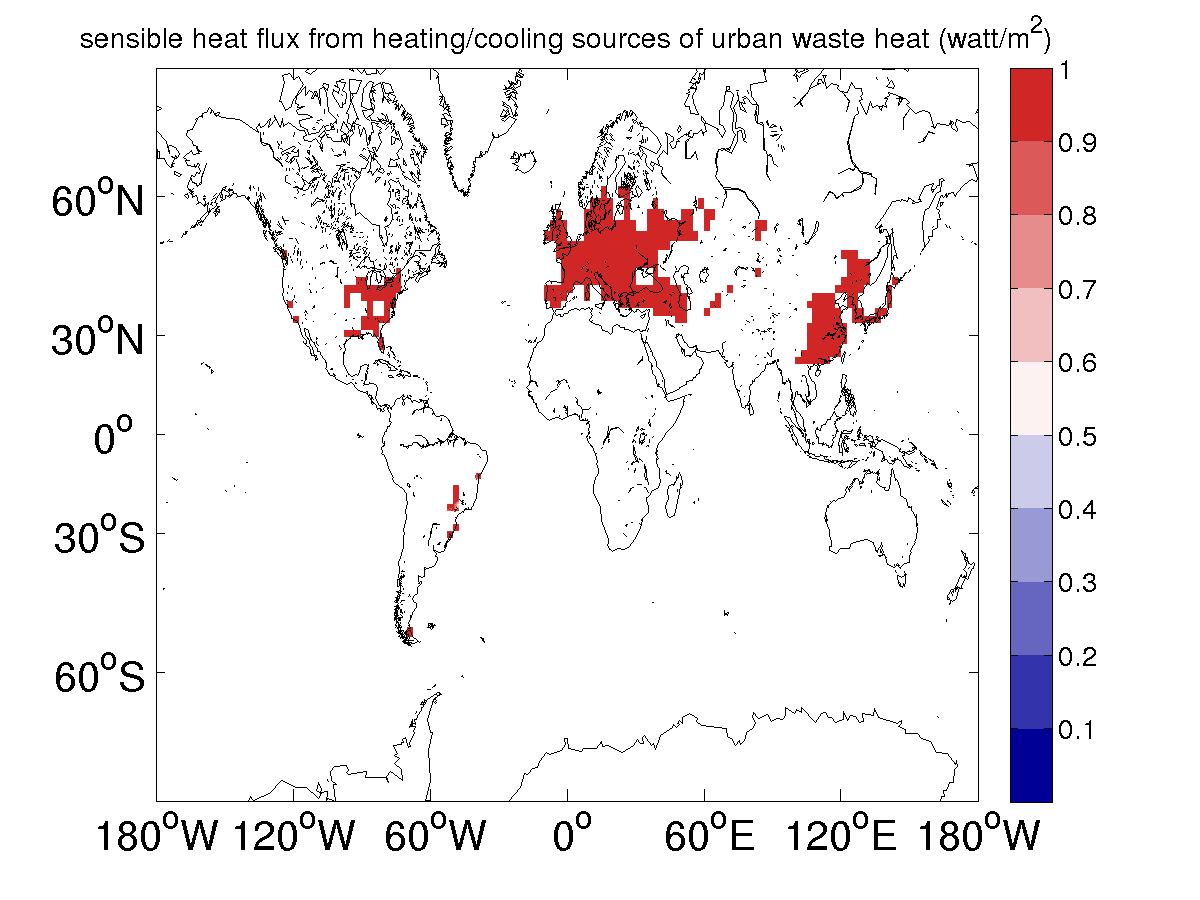 sensible heat flux from heating/cooling sources of urban waste heat (watt/m²)
1
0.9
0.8
0.7
0.6
0.5
0.4
0.3
0.2
0.1
60°N
30°N
0°
30°S
60°S
180°W 120°W 60°W 0° 60°E 120°E 180°W